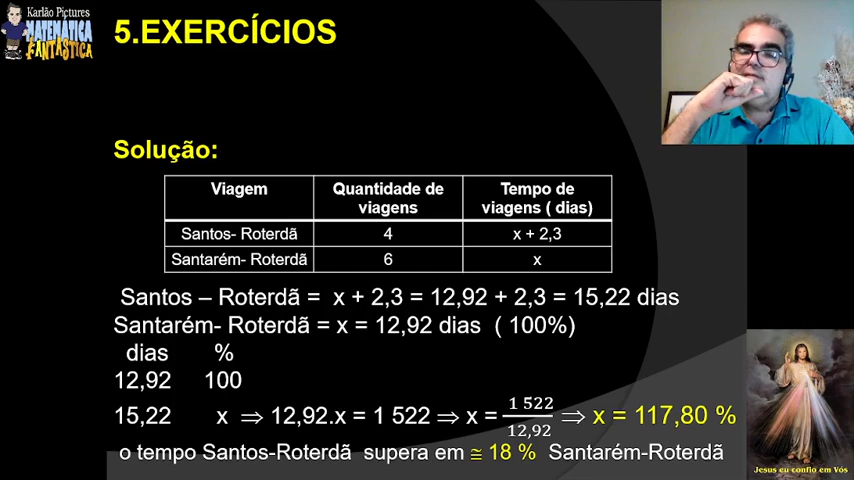 Karlão Pictures
MATEMÁTICA
FANTÁSTICA
5.EXERCÍCIOS
Solução:
Viagem Quantidade de viagens Tempo de viagens ( dias)
Santos- Roterdã 4 x + 2,3
Santarém- Roterdã 6 x
Santos – Roterdã = x + 2,3 = 12,92 + 2,3 = 15,22 dias
Santarém- Roterdã = x = 12,92 dias ( 100%)
dias %
12,92 100
15,22 x ⇒ 12,92.x = 1 522 ⇒ x = 1 522 / 12,92 ⇒ x = 117,80 %
o tempo Santos-Roterdã supera em ≅ 18 % Santarém-Roterdã
Jesus eu confio em Vós